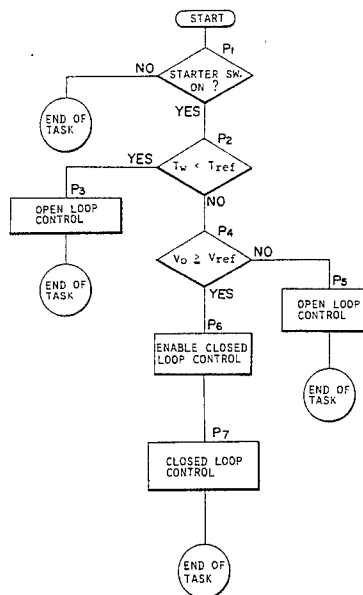 START
P1
STARTER SW.
ON ?
NO
YES
END OF
TASK
P2
Tw < Tref
YES
NO
P3
OPEN LOOP
CONTROL
END OF
TASK
P4
Vo ≥ Vref
NO
YES
P5
OPEN LOOP
CONTROL
END OF
TASK
P6
ENABLE CLOSED
LOOP CONTROL
P7
CLOSED LOOP
CONTROL
END OF
TASK